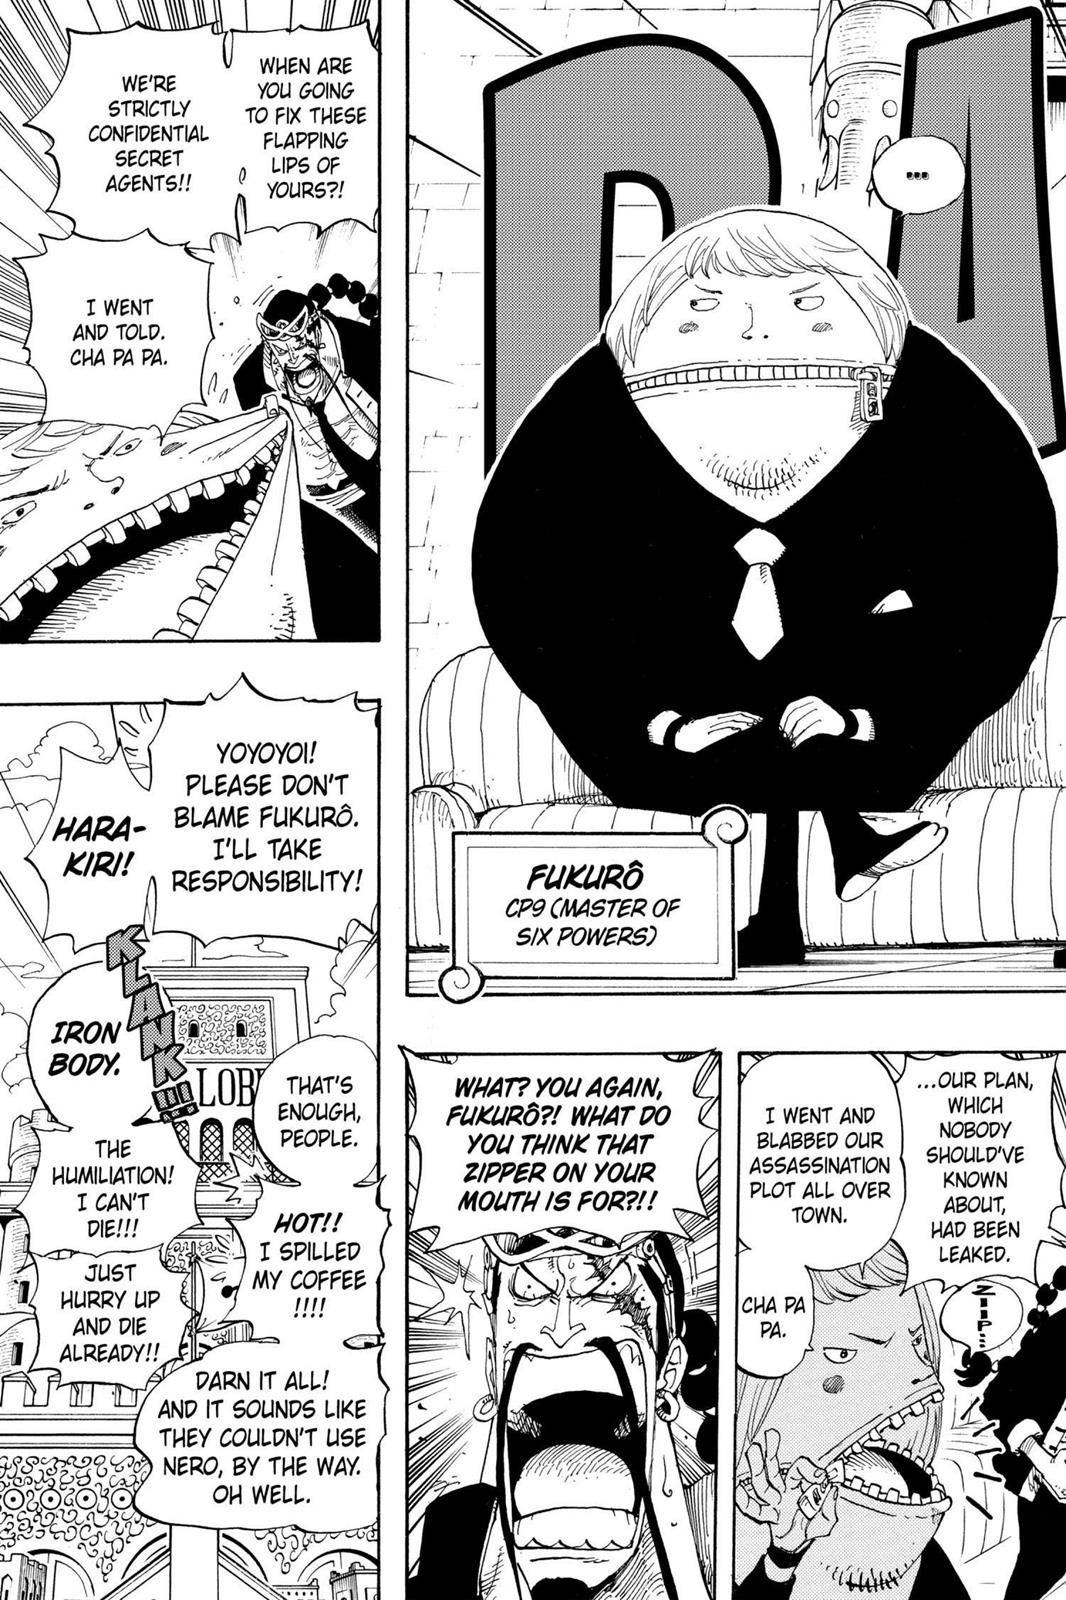 PA
...
FUKURÔ
CP9 (MASTER OF
SIX POWERS)
...OUR PLAN,
WHICH
NOBODY
SHOULD'VE
KNOWN
ABOUT,
HAD BEEN
LEAKED.
ZIIIP...
I WENT AND
BLABBED OUR
ASSASSINATION
PLOT ALL OVER
TOWN.
CHA PA
PA.
WHAT? YOU AGAIN,
FUKURÔ?! WHAT DO
YOU THINK THAT
ZIPPER ON YOUR
MOUTH IS FOR?!!
WHEN ARE
YOU GOING
TO FIX THESE
FLAPPING
LIPS OF
YOURS?!
WE'RE
STRICTLY
CONFIDENTIAL
SECRET
AGENTS!!
I WENT
AND TOLD.
CHA PA PA.
YOYOYOI!
PLEASE DON'T
BLAME FUKURÔ.
I'LL TAKE
RESPONSIBILITY!
HARA-
KIRI!
KLANK!!!
IRON
BODY.
LOB
THAT'S
ENOUGH,
PEOPLE.
THE
HUMILIATION!
I CAN'T
DIE!!!
HOT!!
I SPILLED
MY COFFEE
!!!!
JUST
HURRY UP
AND DIE
ALREADY!!
DARN IT ALL!
AND IT SOUNDS LIKE
THEY COULDN'T USE
NERO, BY THE WAY.
OH WELL.